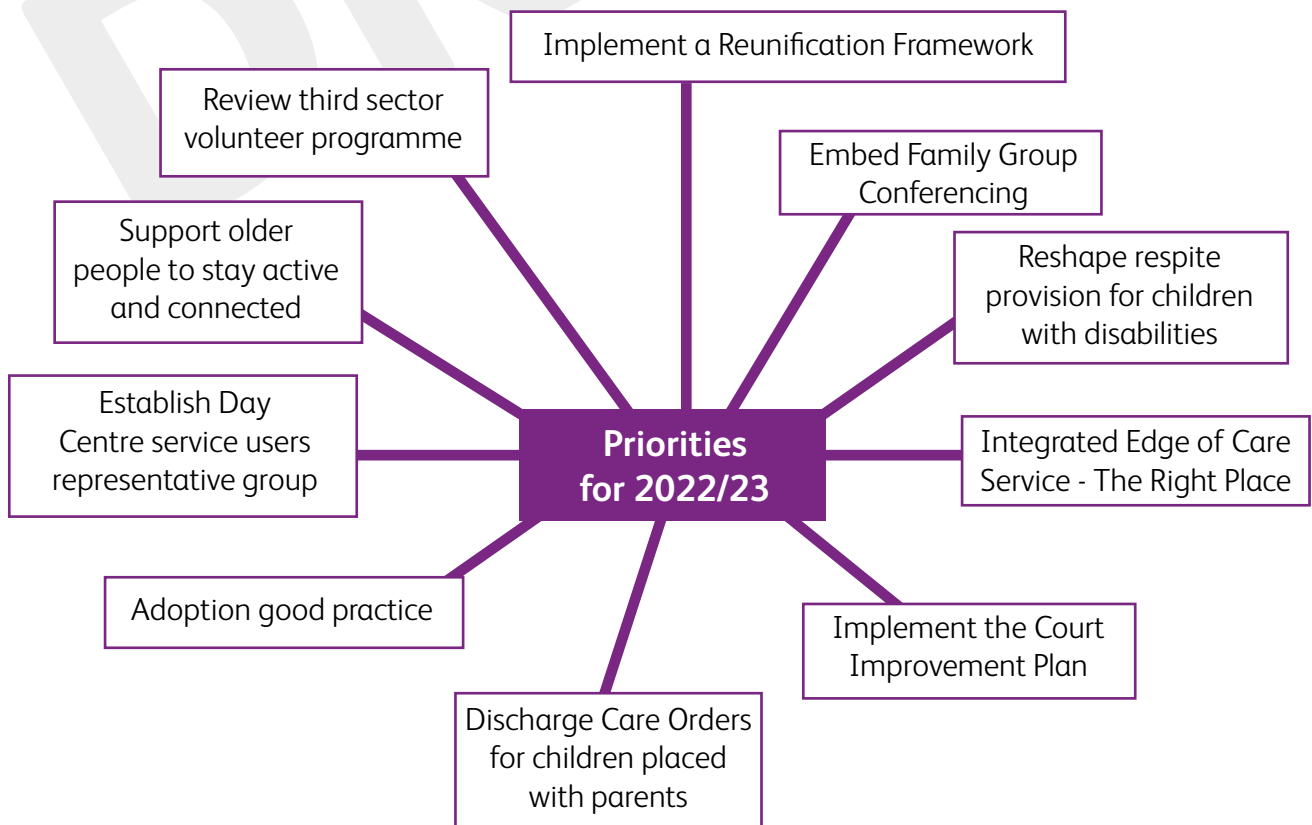 Implement a Reunification Framework
Review third sector
volunteer programme
Embed Family Group
Conferencing
Support older
people to stay active
and connected
Reshape respite
provision for children
with disabilities
Establish Day
Centre service users
representative group
Priorities
for 2022/23
Integrated Edge of Care
Service - The Right Place
Adoption good practice
Implement the Court
Improvement Plan
Discharge Care Orders
for children placed
with parents